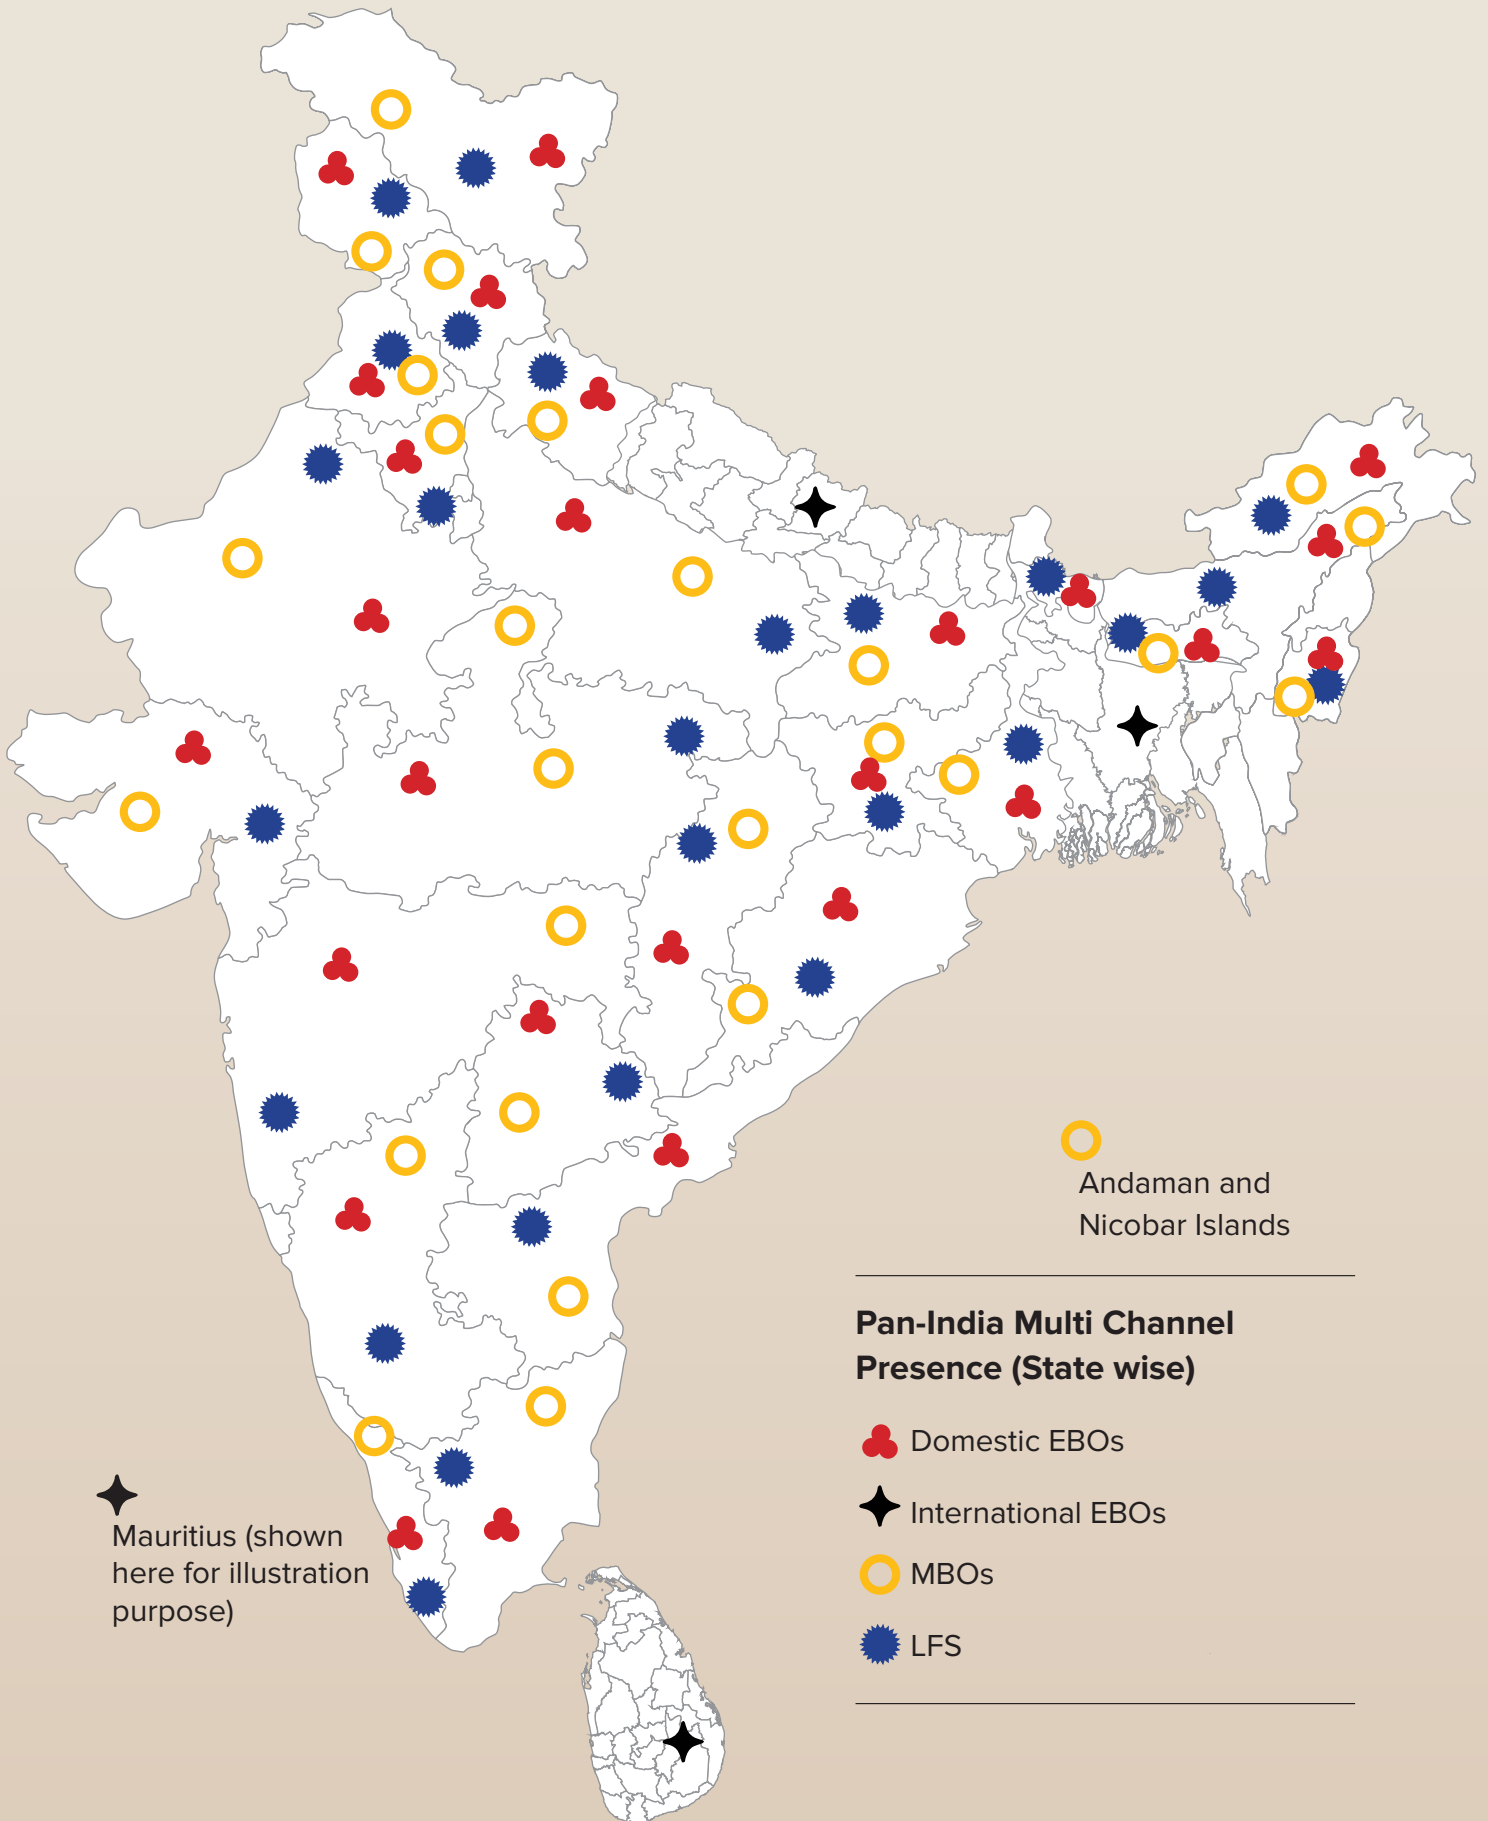 Andaman and
Nicobar Islands
Pan-India Multi Channel
Presence (State wise)
Domestic EBOs
International EBOs
MBOs
LFS
Mauritius (shown
here for illustration
purpose)